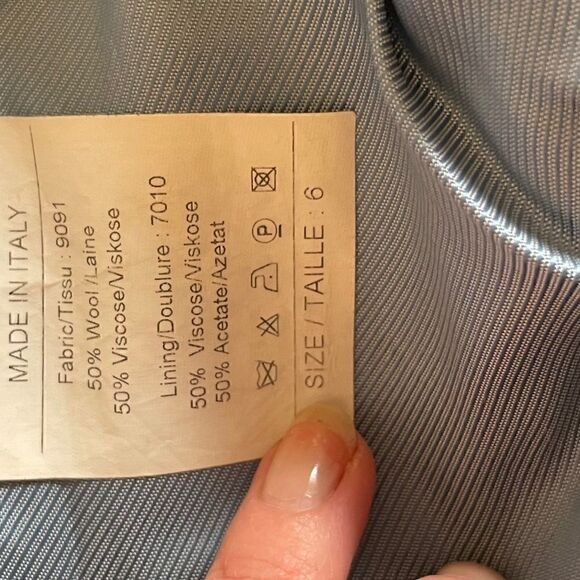 MADE IN ITALY
Fabric/Tissu : 9091
50% Wool /Laine
50% Viscose/Viskose
Lining/Doublure : 7010
50% Viscose/Viskose
50% Acetate/Azetat
P
SIZE / TAILLE : 6